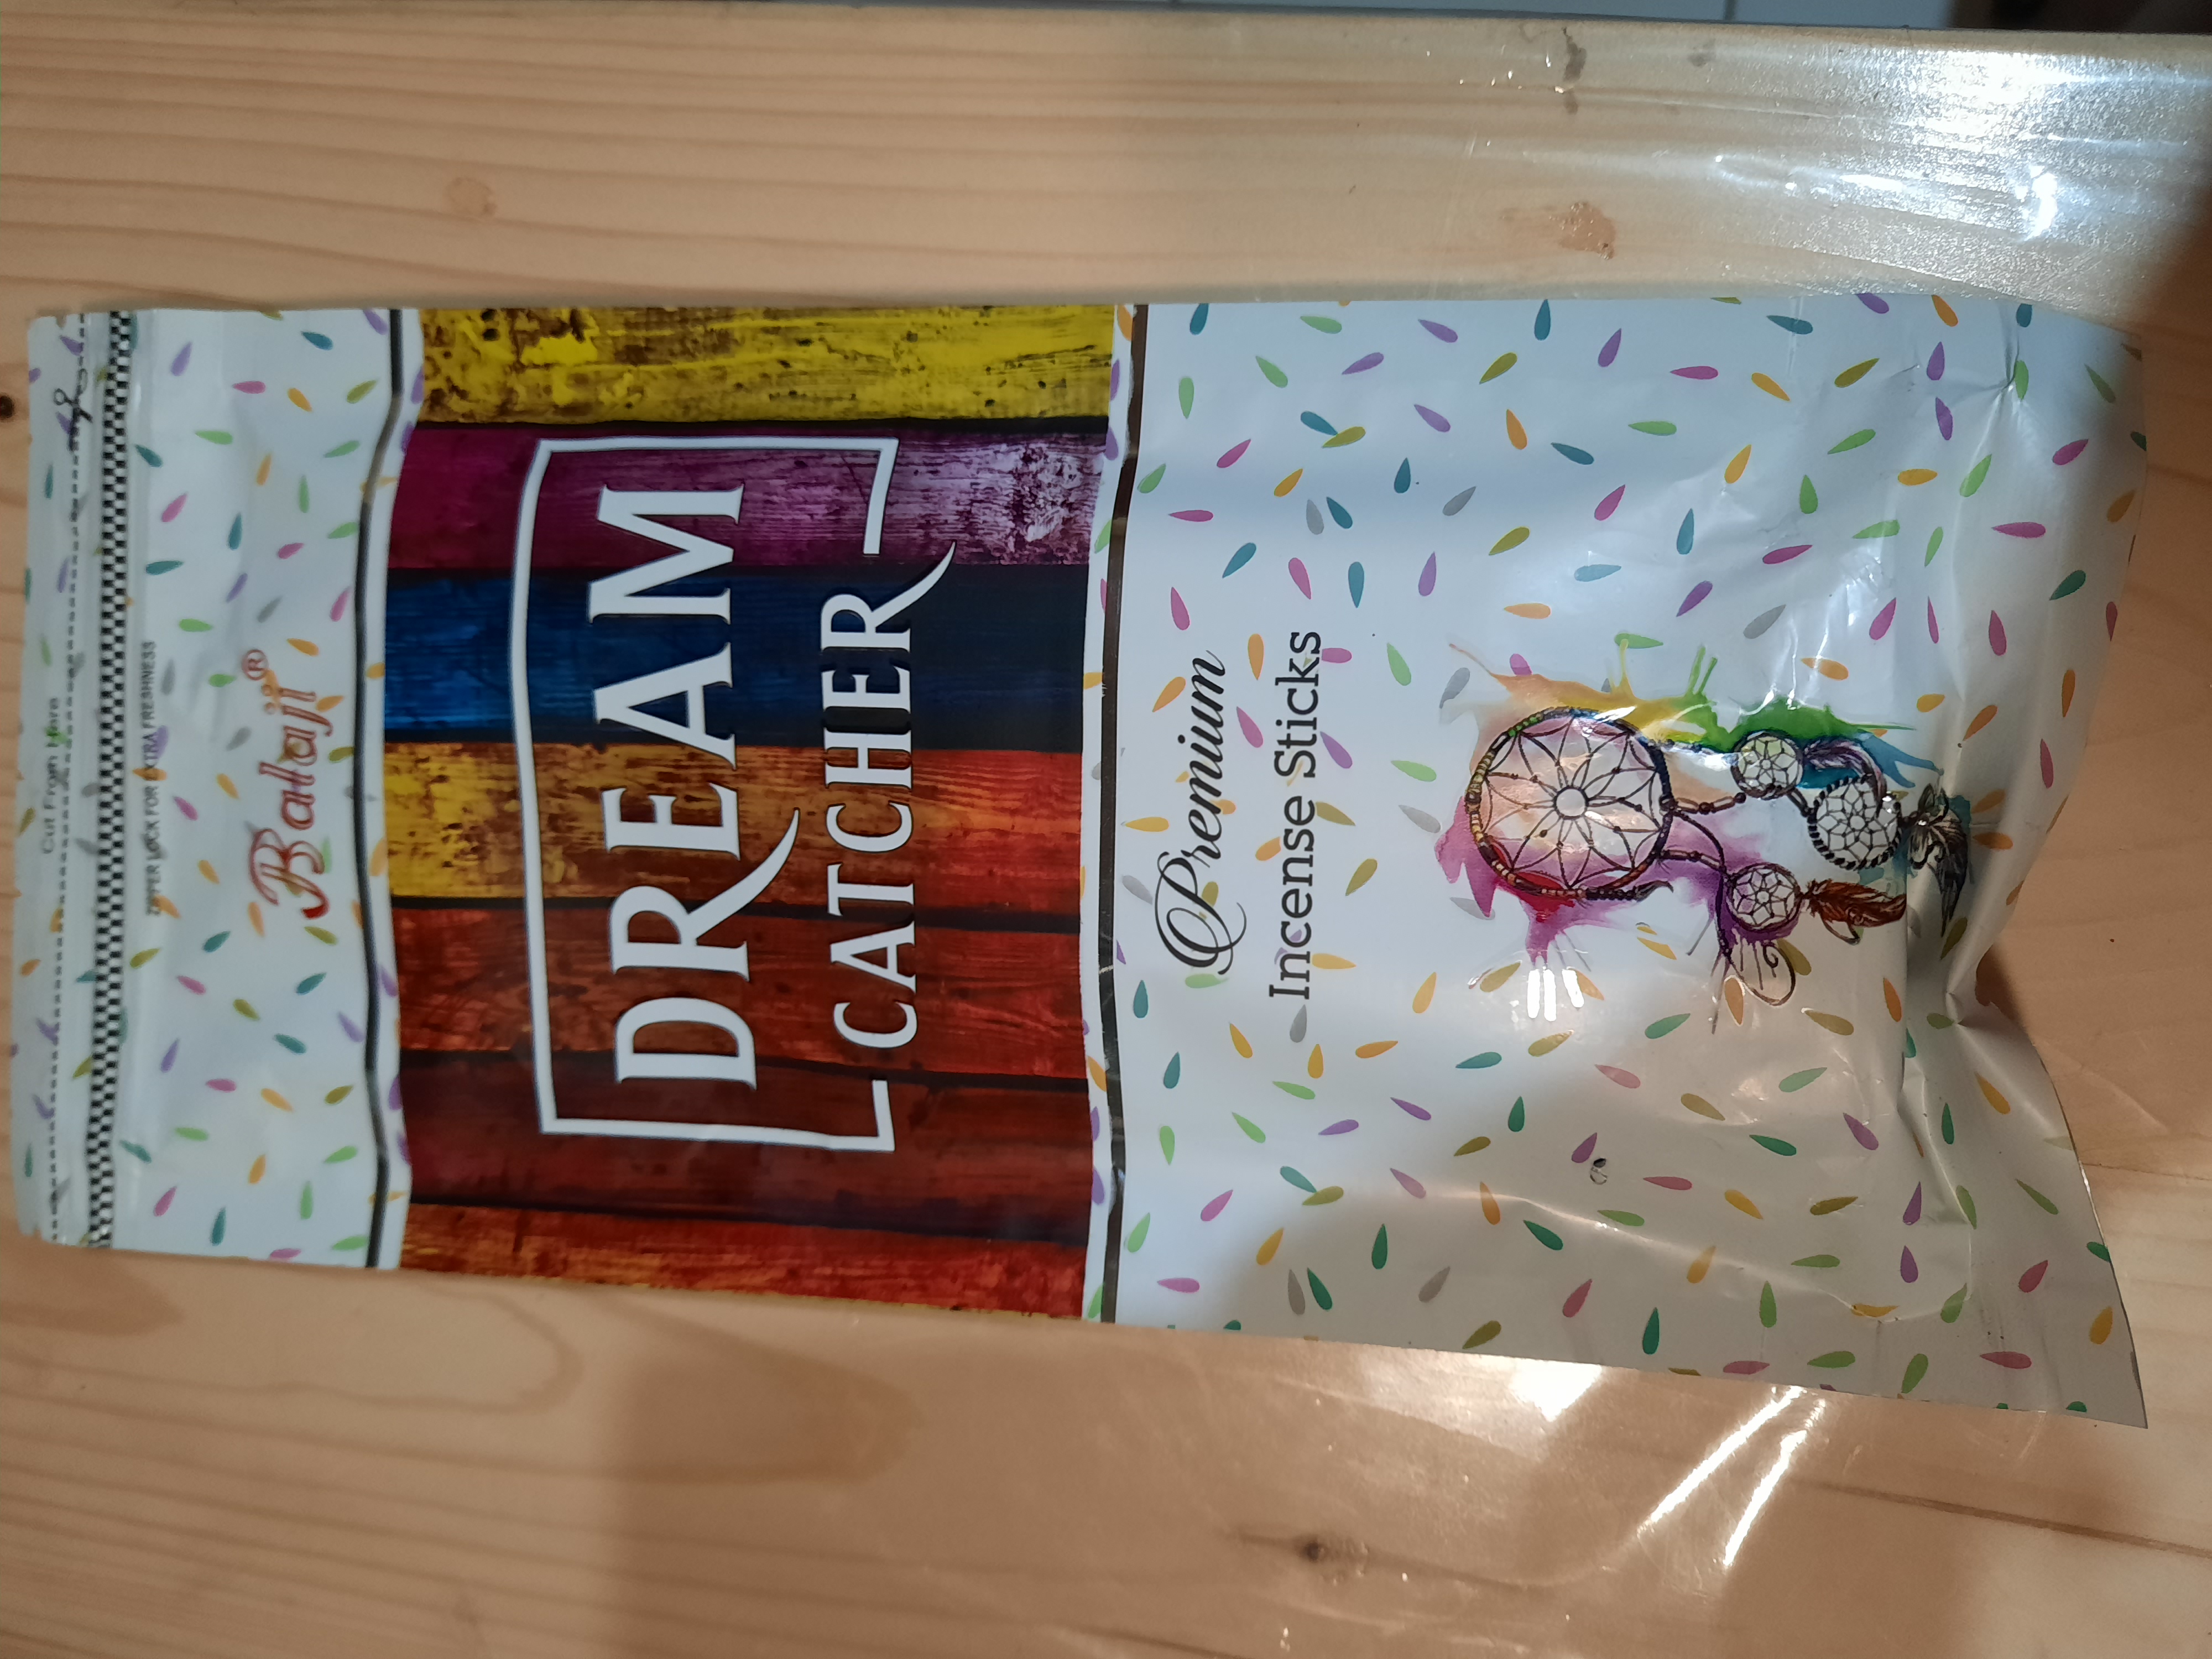 Cut From Here
ZIPPER LOCK FOR EXTRA FRESHNESS
Balaji®
DREAM
CATCHER
Premium
Incense Sticks